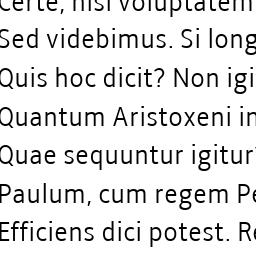 Certe, nisi voluptatem
Sed videbimus. Si long
Quis hoc dicit? Non igi
Quantum Aristoxeni in
Quae sequuntur igitur?
Paulum, cum regem Pe
Efficiens dici potest. Re